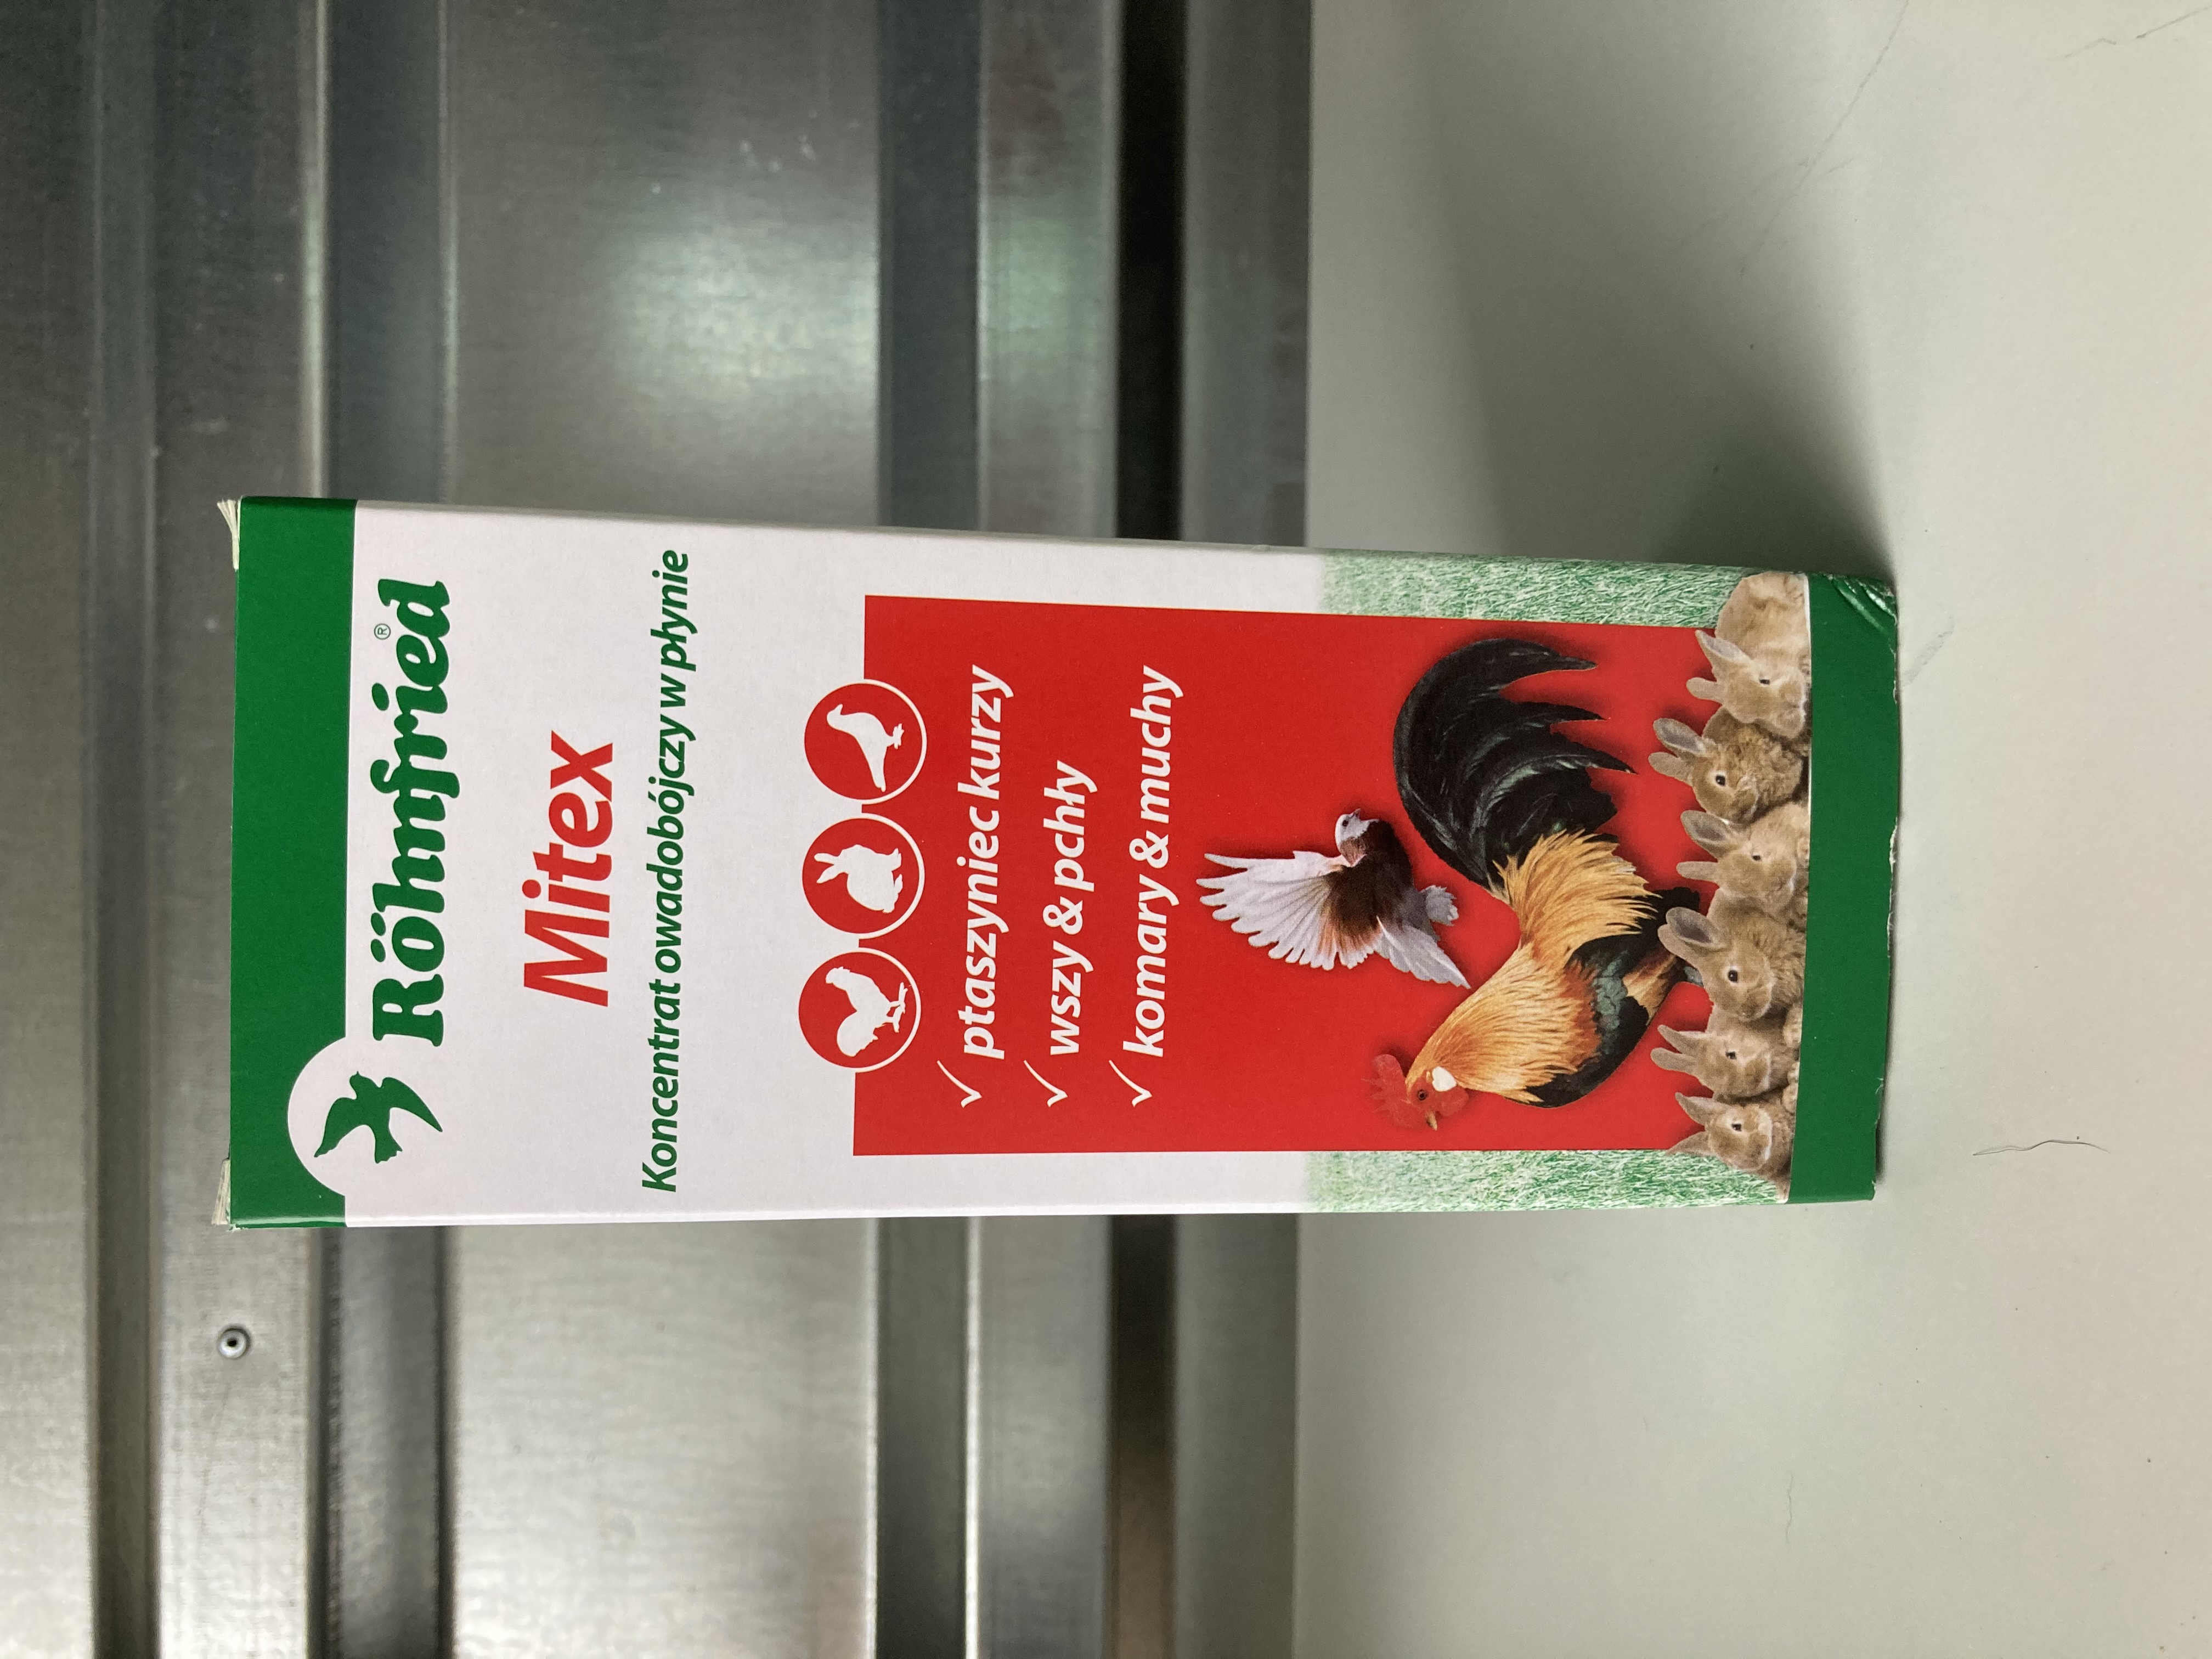 Röhnfried®
Mitex
Koncentrat owadobójczy w płynie
✓ ptaszyniec kurzy
✓ wszy & pchły
✓ komary & muchy